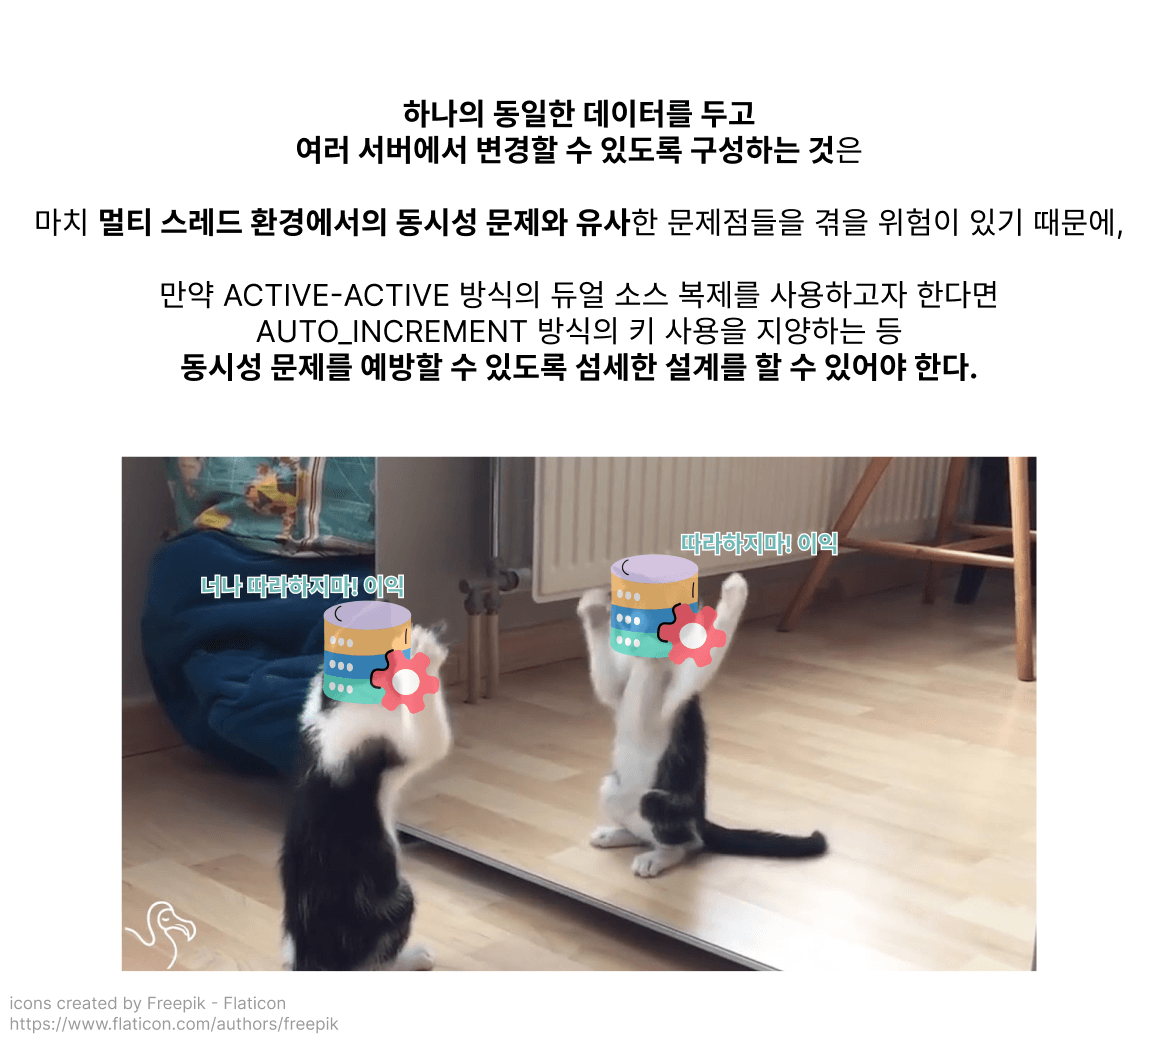 하나의 동일한 데이터를 두고
여러 서버에서 변경할 수 있도록 구성하는 것은
마치 멀티 스레드 환경에서의 동시성 문제와 유사한 문제점들을 겪을 위험이 있기 때문에,
만약 ACTIVE-ACTIVE 방식의 듀얼 소스 복제를 사용하고자 한다면
AUTO_INCREMENT 방식의 키 사용을 지양하는 등
동시성 문제를 예방할 수 있도록 섬세한 설계를 할 수 있어야 한다.
따라하지마! 이익
너나 따라하지마! 이익
icons created by Freepik - Flaticon
https://www.flaticon.com/authors/freepik